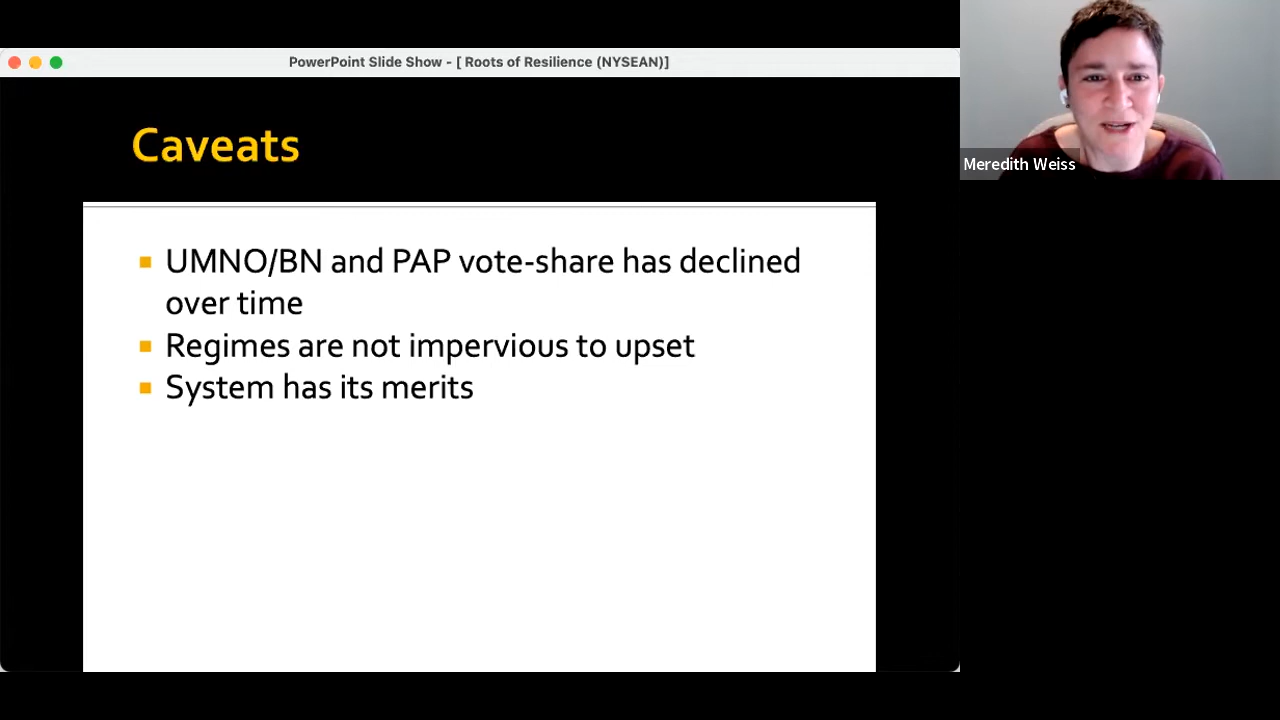 PowerPoint Slide Show - [ Roots of Resilience (NYSEAN)]
Caveats
UMNO/BN and PAP vote-share has declined
over time
Regimes are not impervious to upset
System has its merits
Meredith Weiss